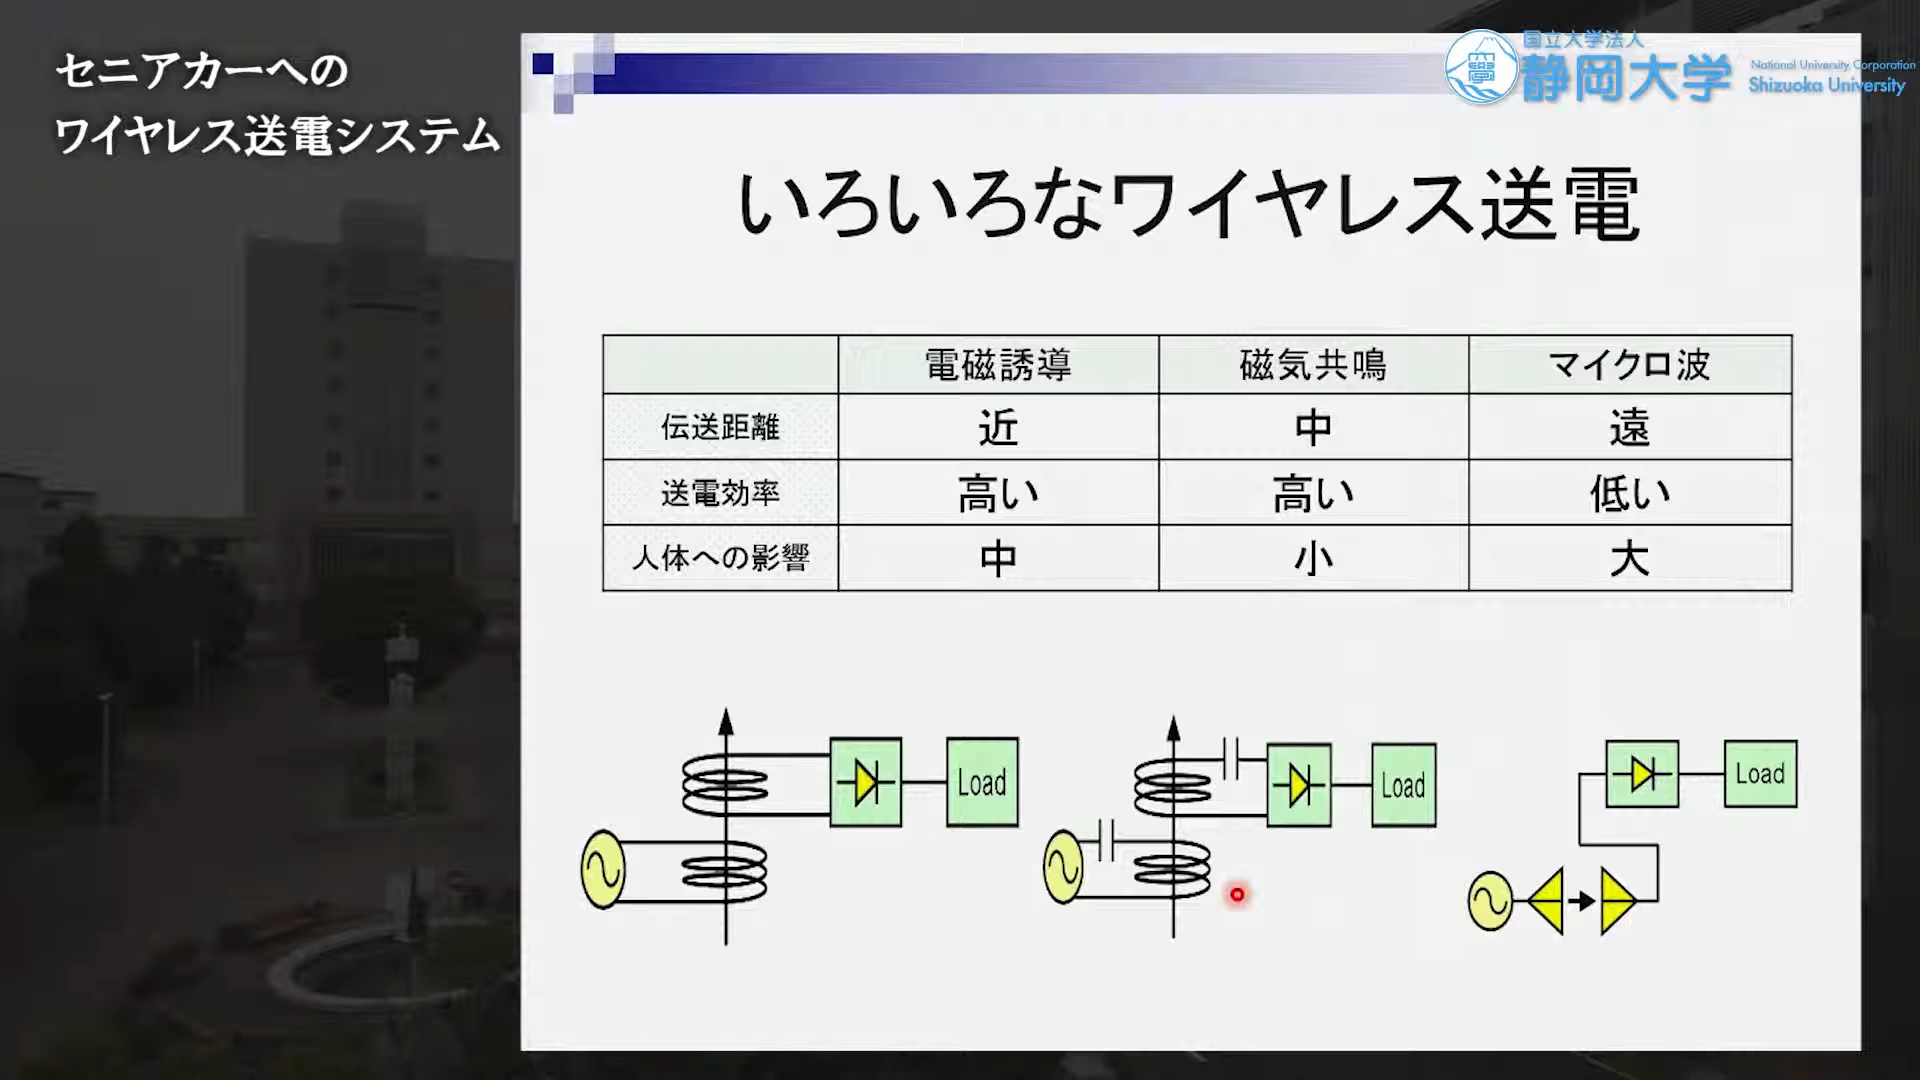 セニアカーへの
ワイヤレス送電システム
国立大学法人
静岡大学
National University Corporation
Shizuoka University
いろいろなワイヤレス送電
電磁誘導 磁気共鳴 マイクロ波
伝送距離 近 中 遠
送電効率 高い 高い 低い
人体への影響 中 小 大
Load
Load
Load